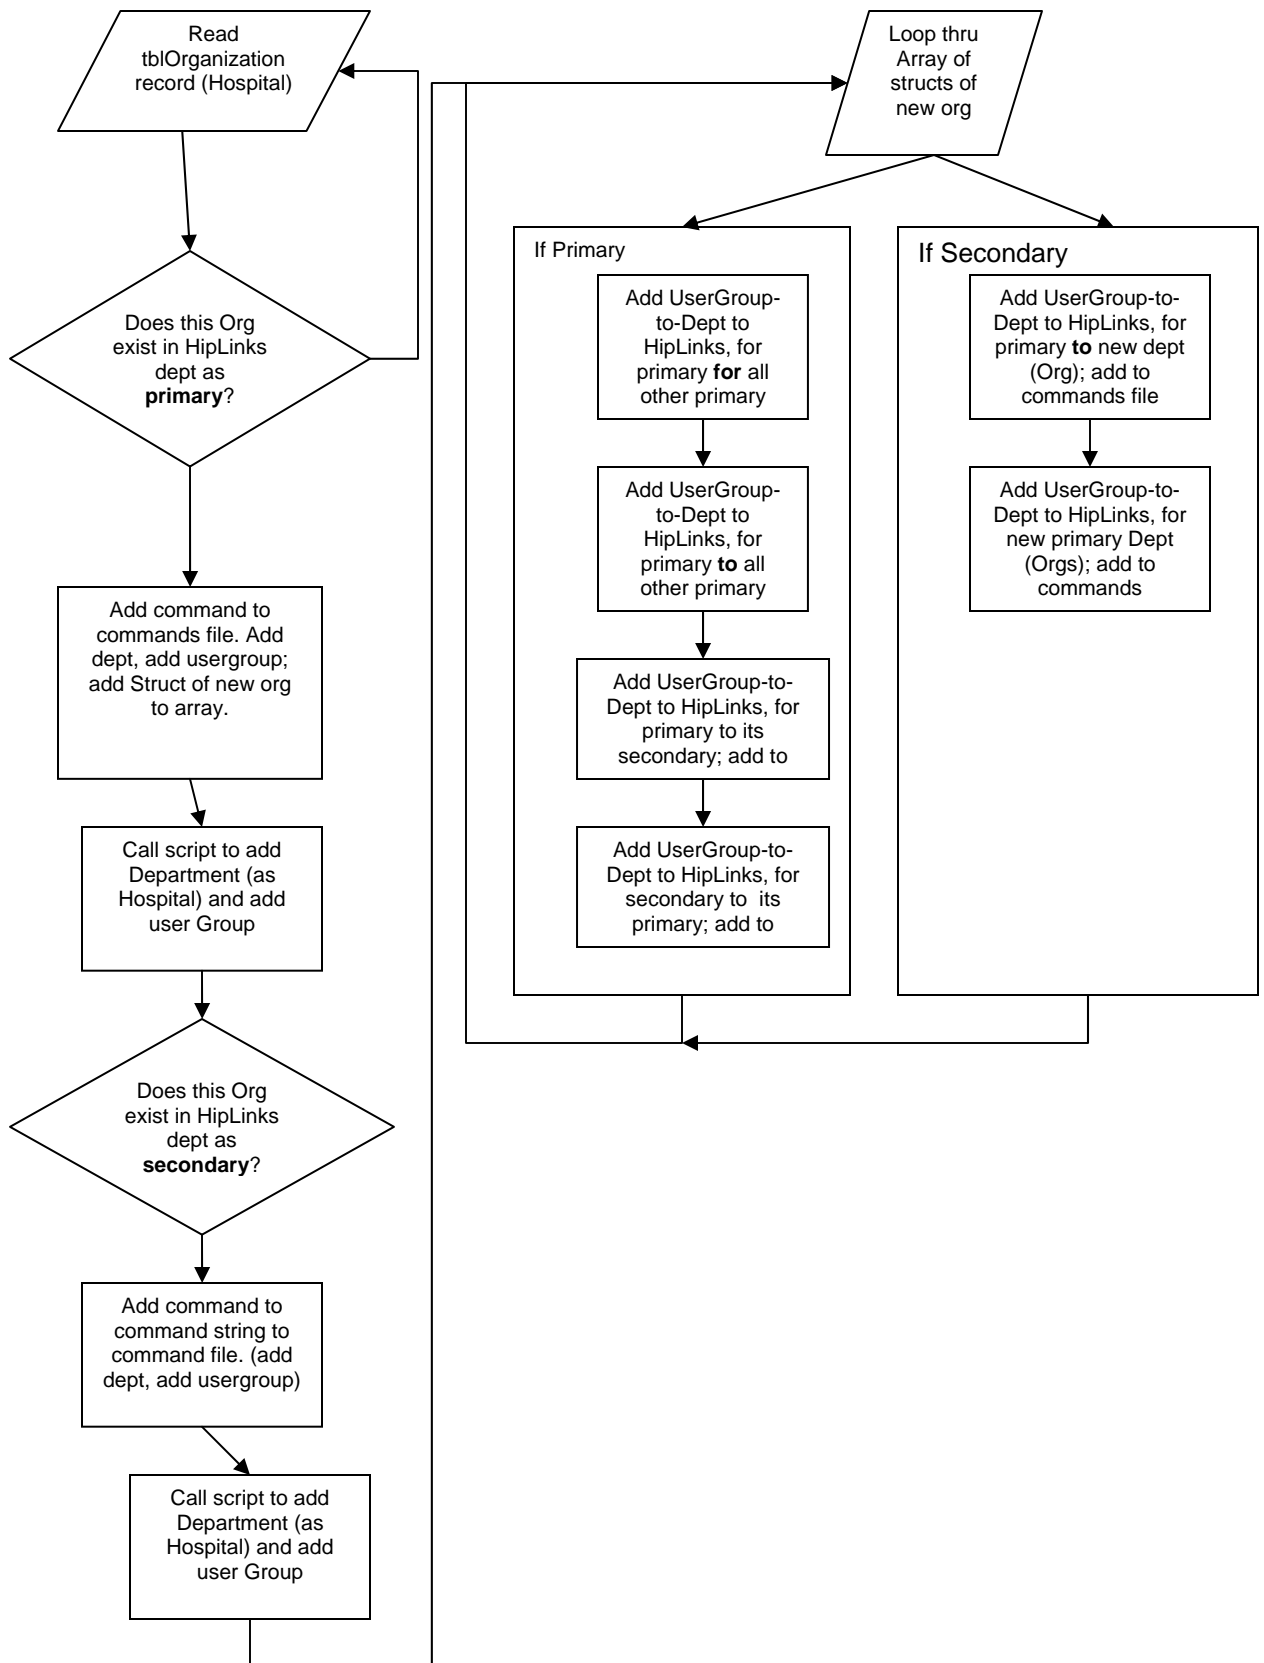 Read
tblOrganization
record (Hospital)
Does this Org
exist in HipLinks
dept as
primary?
Add command to
commands file. Add
dept, add usergroup;
add Struct of new org
to array.
Call script to add
Department (as
Hospital) and add
user Group
Does this Org
exist in HipLinks
dept as
secondary?
Add command to
command string to
command file. (add
dept, add usergroup)
Call script to add
Department (as
Hospital) and add
user Group
Loop thru
Array of
structs of
new org
If Primary
Add UserGroup-
to-Dept to
HipLinks, for
primary for all
other primary
Add UserGroup-
to-Dept to
HipLinks, for
primary to all
other primary
Add UserGroup-to-
Dept to HipLinks, for
primary to its
secondary; add to
Add UserGroup-to-
Dept to HipLinks, for
secondary to its
primary; add to
If Secondary
Add UserGroup-to-
Dept to HipLinks, for
primary to new dept
(Org); add to
commands file
Add UserGroup-to-
Dept to HipLinks, for
new primary Dept
(Orgs); add to
commands